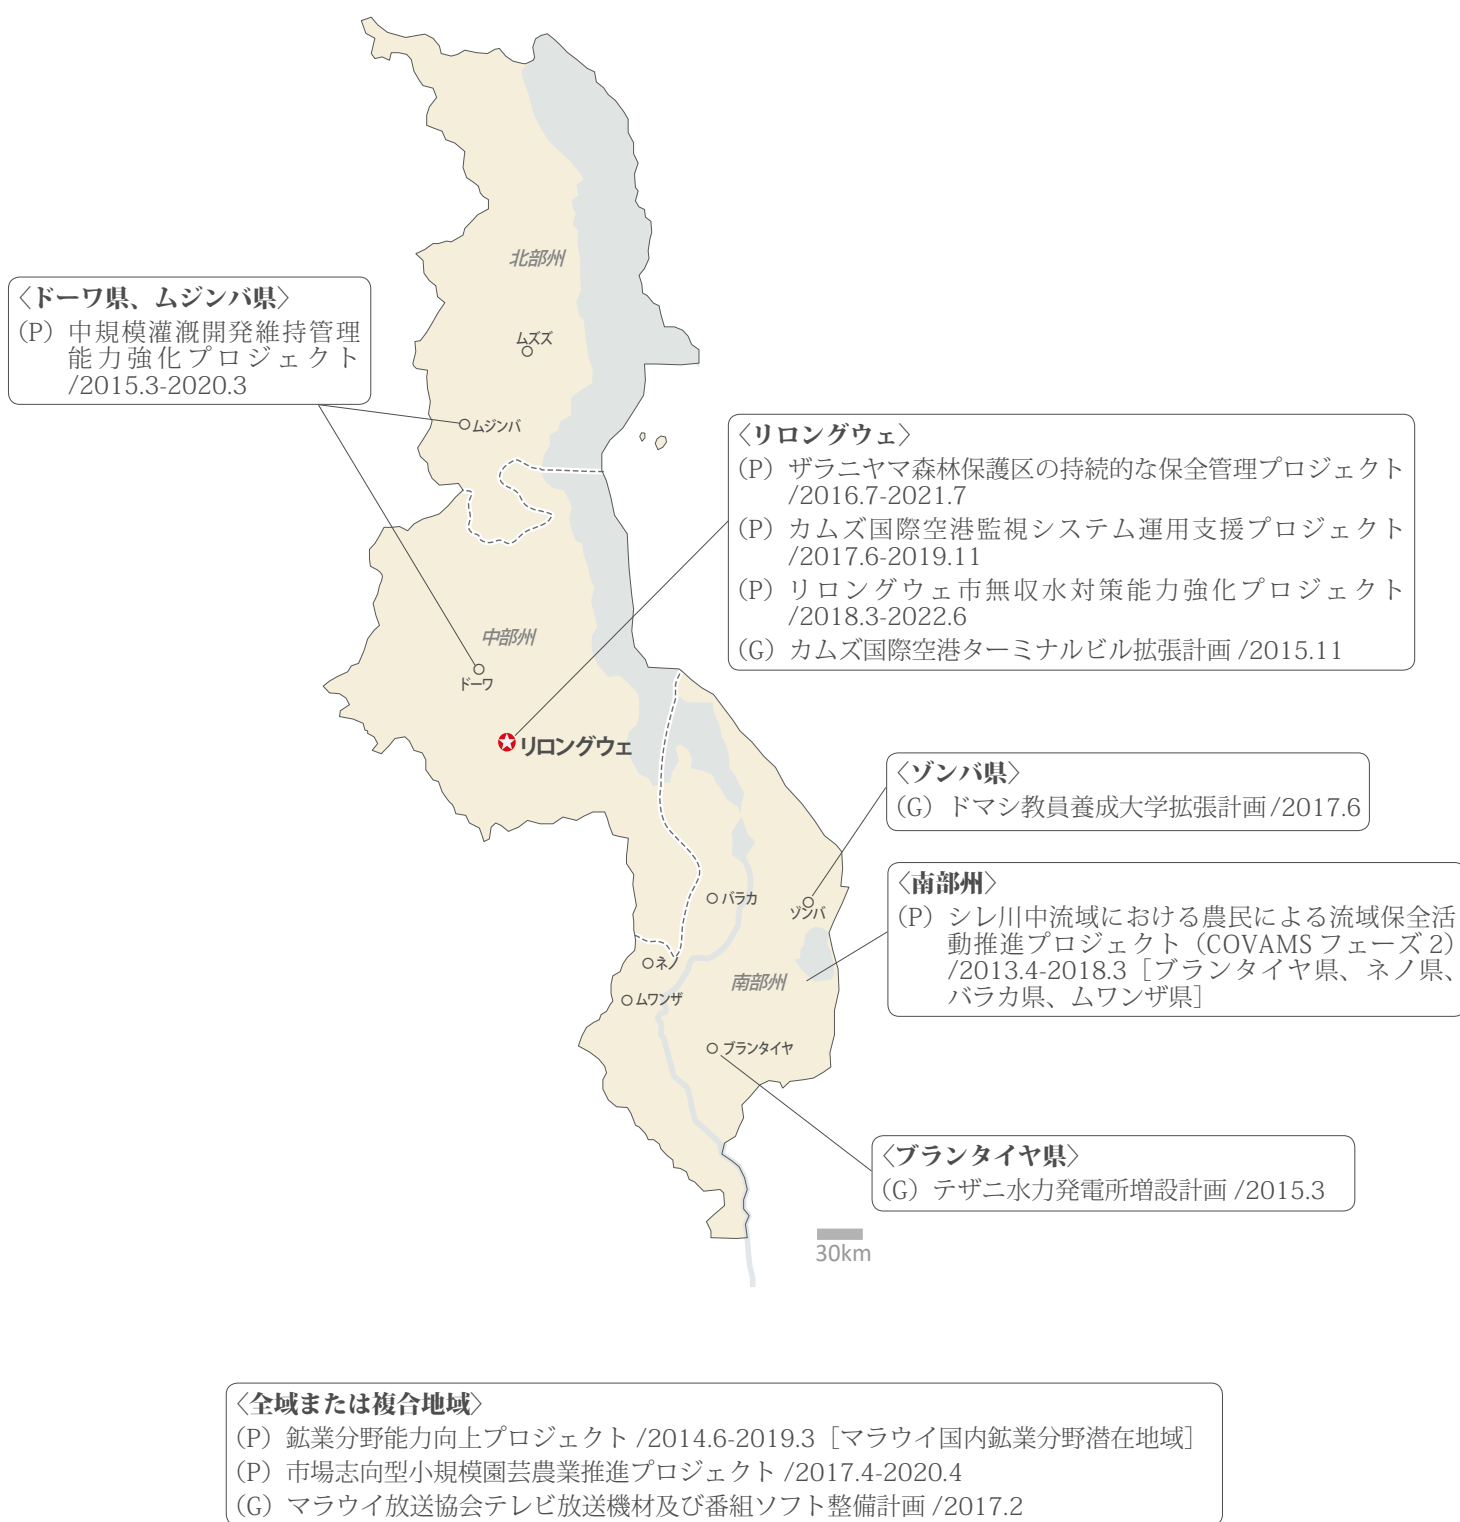 北部州
〈ドーワ県、ムジンバ県〉
（P）中規模灌漑開発維持管理
能力強化プロジェクト
/2015.3-2020.3
ムズズ
ムジンバ
〈リロングウェ〉
（P）ザラニヤマ森林保護区の持続的な保全管理プロジェクト
/2016.7-2021.7
（P）カムズ国際空港監視システム運用支援プロジェクト
/2017.6-2019.11
（P）リロングウェ市無収水対策能力強化プロジェクト
/2018.3-2022.6
（G）カムズ国際空港ターミナルビル拡張計画 /2015.11
中部州
ドーワ
リロングウェ
〈ゾンバ県〉
（G）ドマシ教員養成大学拡張計画 /2017.6
〈南部州〉
（P）シレ川中流域における農民による流域保全活
動推進プロジェクト（COVAMS フェーズ 2）
/2013.4-2018.3［ブランタイヤ県、ネノ県、
バラカ県、ムワンザ県］
バラカ
ゾンバ
ネノ
南部州
ムワンザ
ブランタイヤ
〈ブランタイヤ県〉
（G）テザニ水力発電所増設計画 /2015.3
30km
〈全域または複合地域〉
（P）鉱業分野能力向上プロジェクト /2014.6-2019.3［マラウイ国内鉱業分野潜在地域］
（P）市場志向型小規模園芸農業推進プロジェクト /2017.4-2020.4
（G）マラウイ放送協会テレビ放送機材及び番組ソフト整備計画 /2017.2